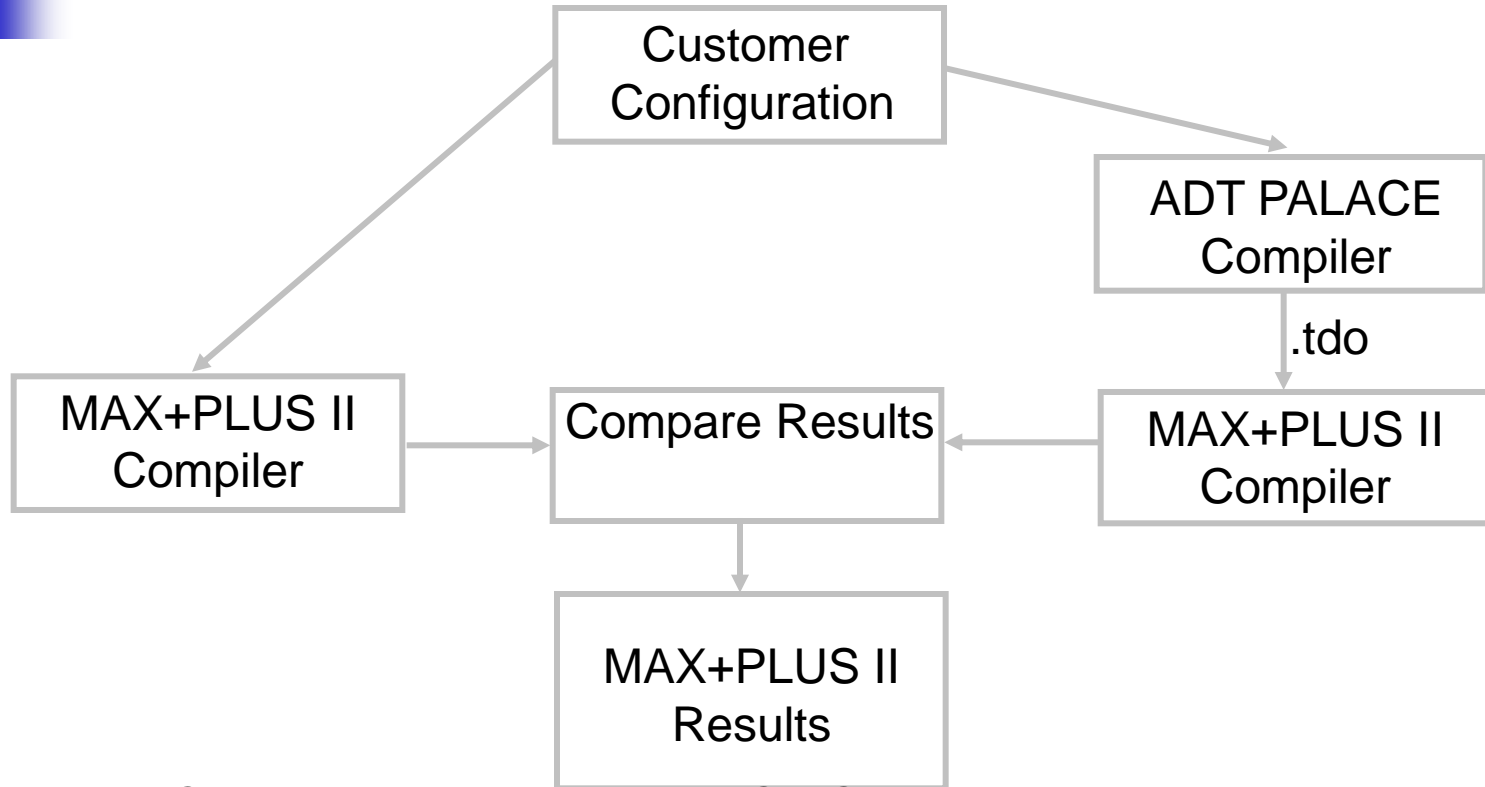 Customer
Configuration
ADT PALACE
Compiler
.tdo
MAX+PLUS II
Compiler
Compare Results
MAX+PLUS II
Compiler
MAX+PLUS II
Results